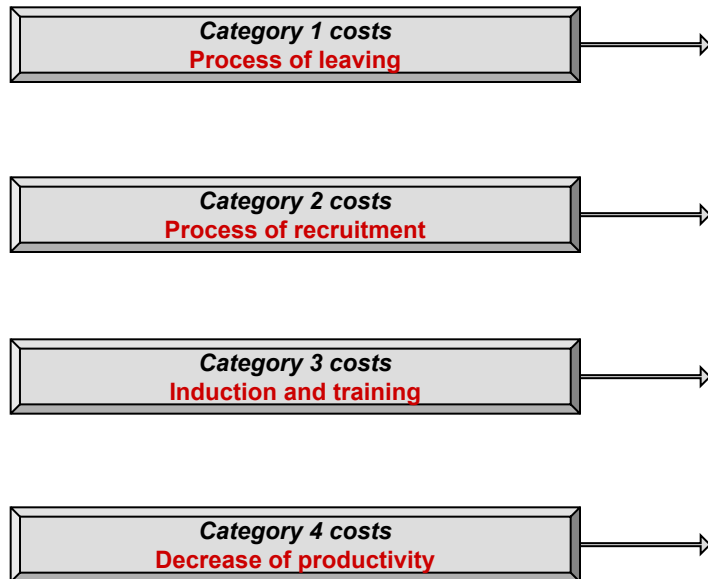 Category 1 costs
Process of leaving
Category 2 costs
Process of recruitment
Category 3 costs
Induction and training
Category 4 costs
Decrease of productivity